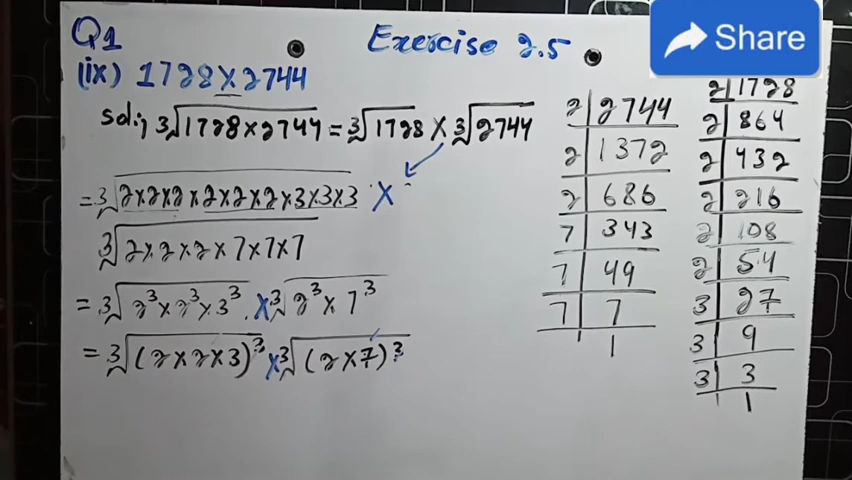 Q1
Exercise 2.5
Share
(ix) 1728 × 2744
sol:, ∛1728×2744 = ∛1728 × ∛2744
= ∛2×2×2×2×2×2×3×3×3 ×
∛2×2×2×7×7×7
= ∛2³×2³×3³ × ∛2³×7³
= ∛(2×2×3)³ × ∛(2×7)³
2 | 2744
2 | 1372
2 | 686
7 | 343
7 | 49
7 | 7
1
2 | 1728
2 | 864
2 | 432
2 | 216
2 | 108
2 | 54
3 | 27
3 | 9
3 | 3
1